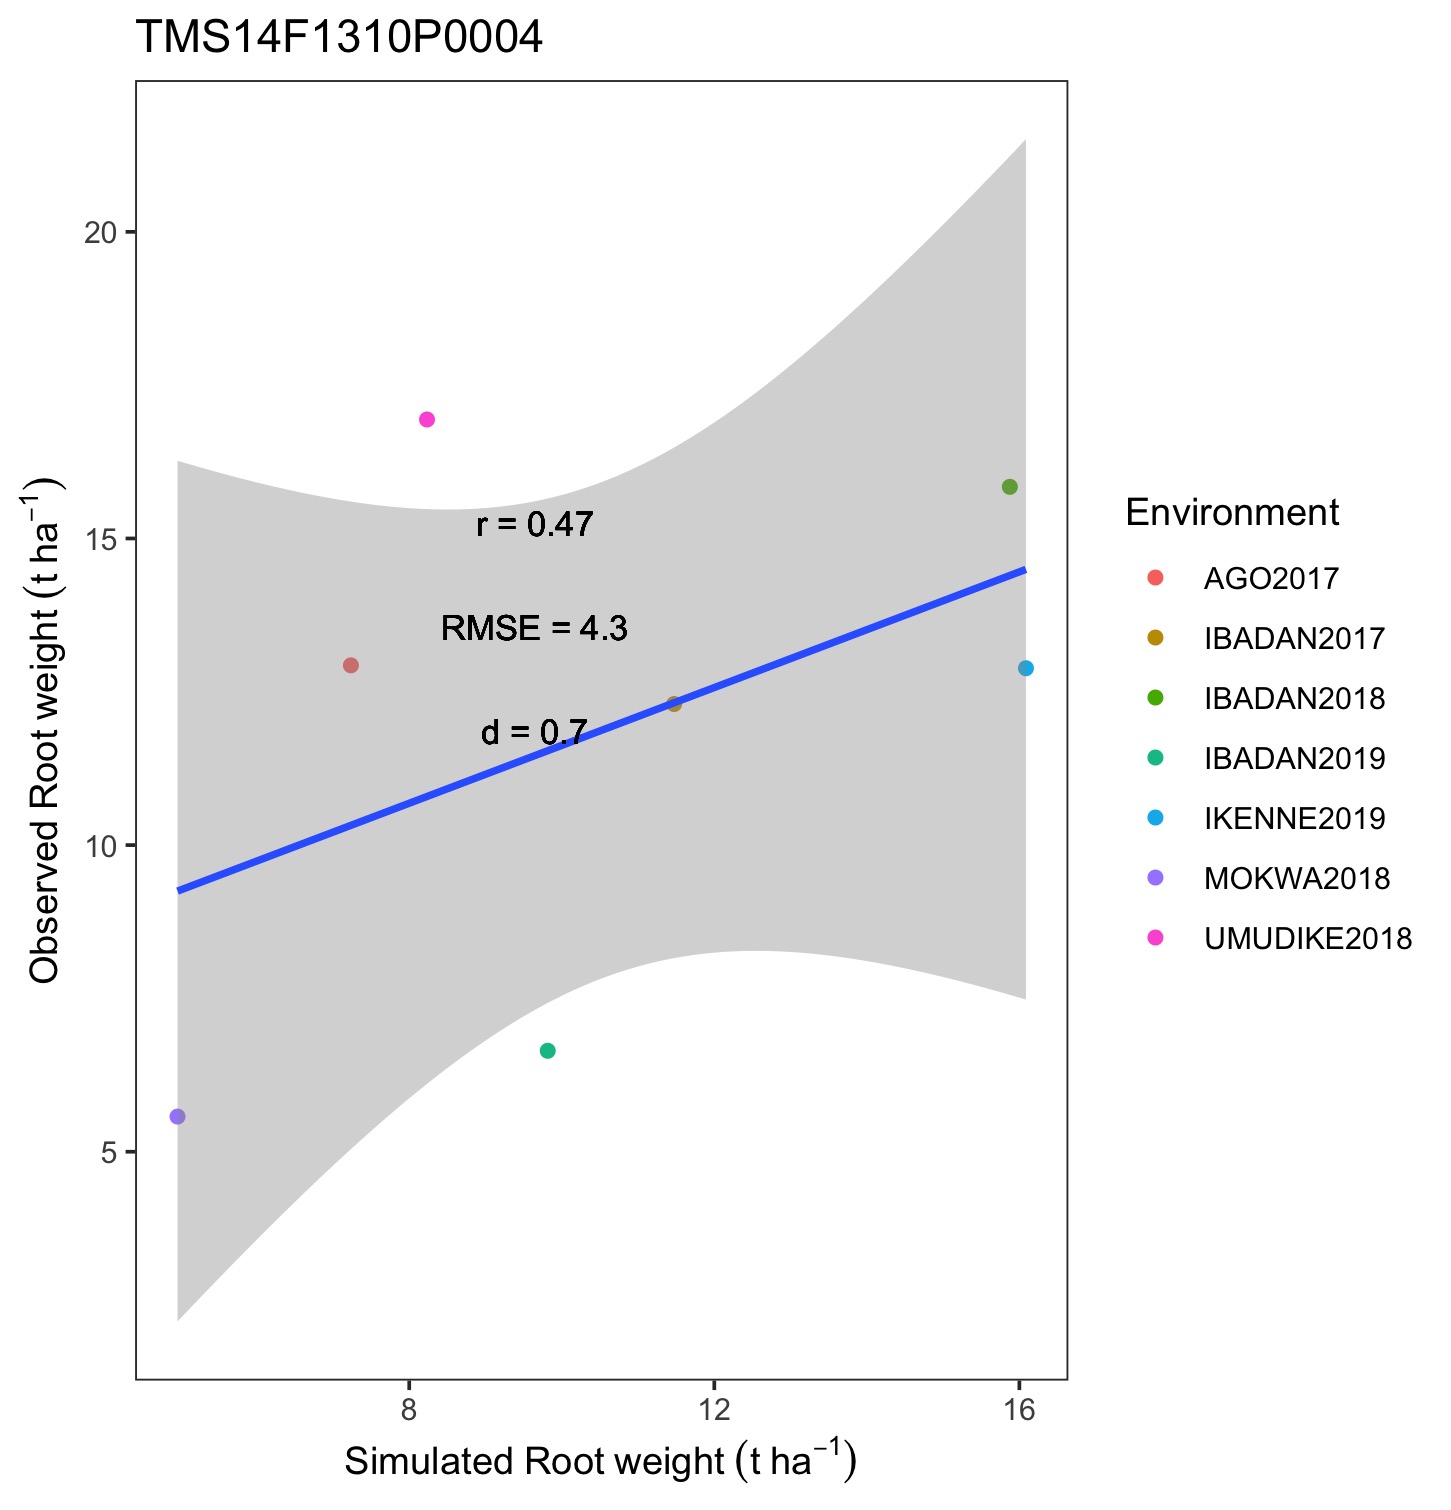 TMS14F1310P0004
Observed Root weight (t ha⁻¹)
20
15
10
5
r = 0.47
RMSE = 4.3
d = 0.7
8 12 16
Simulated Root weight (t ha⁻¹)
Environment
AGO2017
IBADAN2017
IBADAN2018
IBADAN2019
IKENNE2019
MOKWA2018
UMUDIKE2018